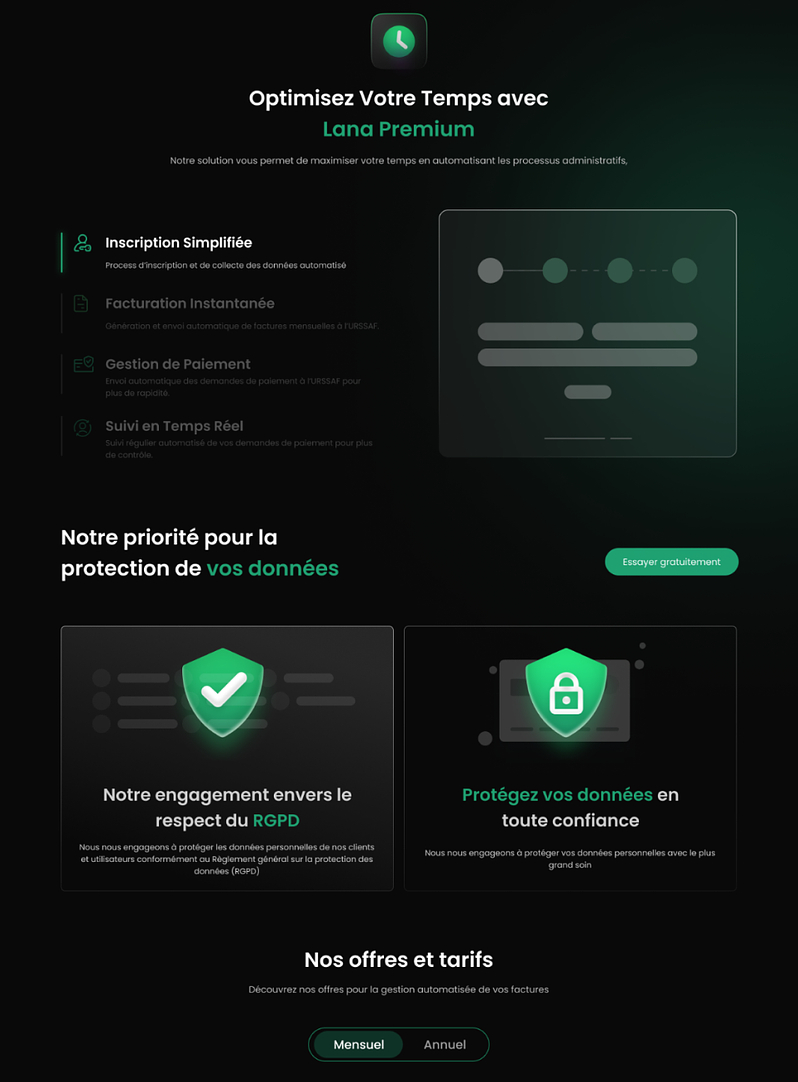 Optimisez Votre Temps avec
Lana Premium
Notre solution vous permet de maximiser votre temps en automatisant les processus administratifs,
Inscription Simplifiée
Process d'inscription et de collecte des données automatisé
Facturation Instantanée
Génération et envoi automatique de factures mensuelles à l'URSSAF.
Gestion de Paiement
Envoi automatique des demandes de paiement à l'URSSAF pour
plus de rapidité.
Suivi en Temps Réel
Suivi régulier automatisé de vos demandes de paiement pour plus
de contrôle.
Notre priorité pour la
protection de vos données
Essayer gratuitement
Notre engagement envers le
respect du RGPD
Nous nous engageons à protéger les données personnelles de nos clients
et utilisateurs conformément au Règlement général sur la protection des
données (RGPD)
Protégez vos données en
toute confiance
Nous nous engageons à protéger vos données personnelles avec le plus
grand soin
Nos offres et tarifs
Découvrez nos offres pour la gestion automatisée de vos factures
Mensuel
Annuel